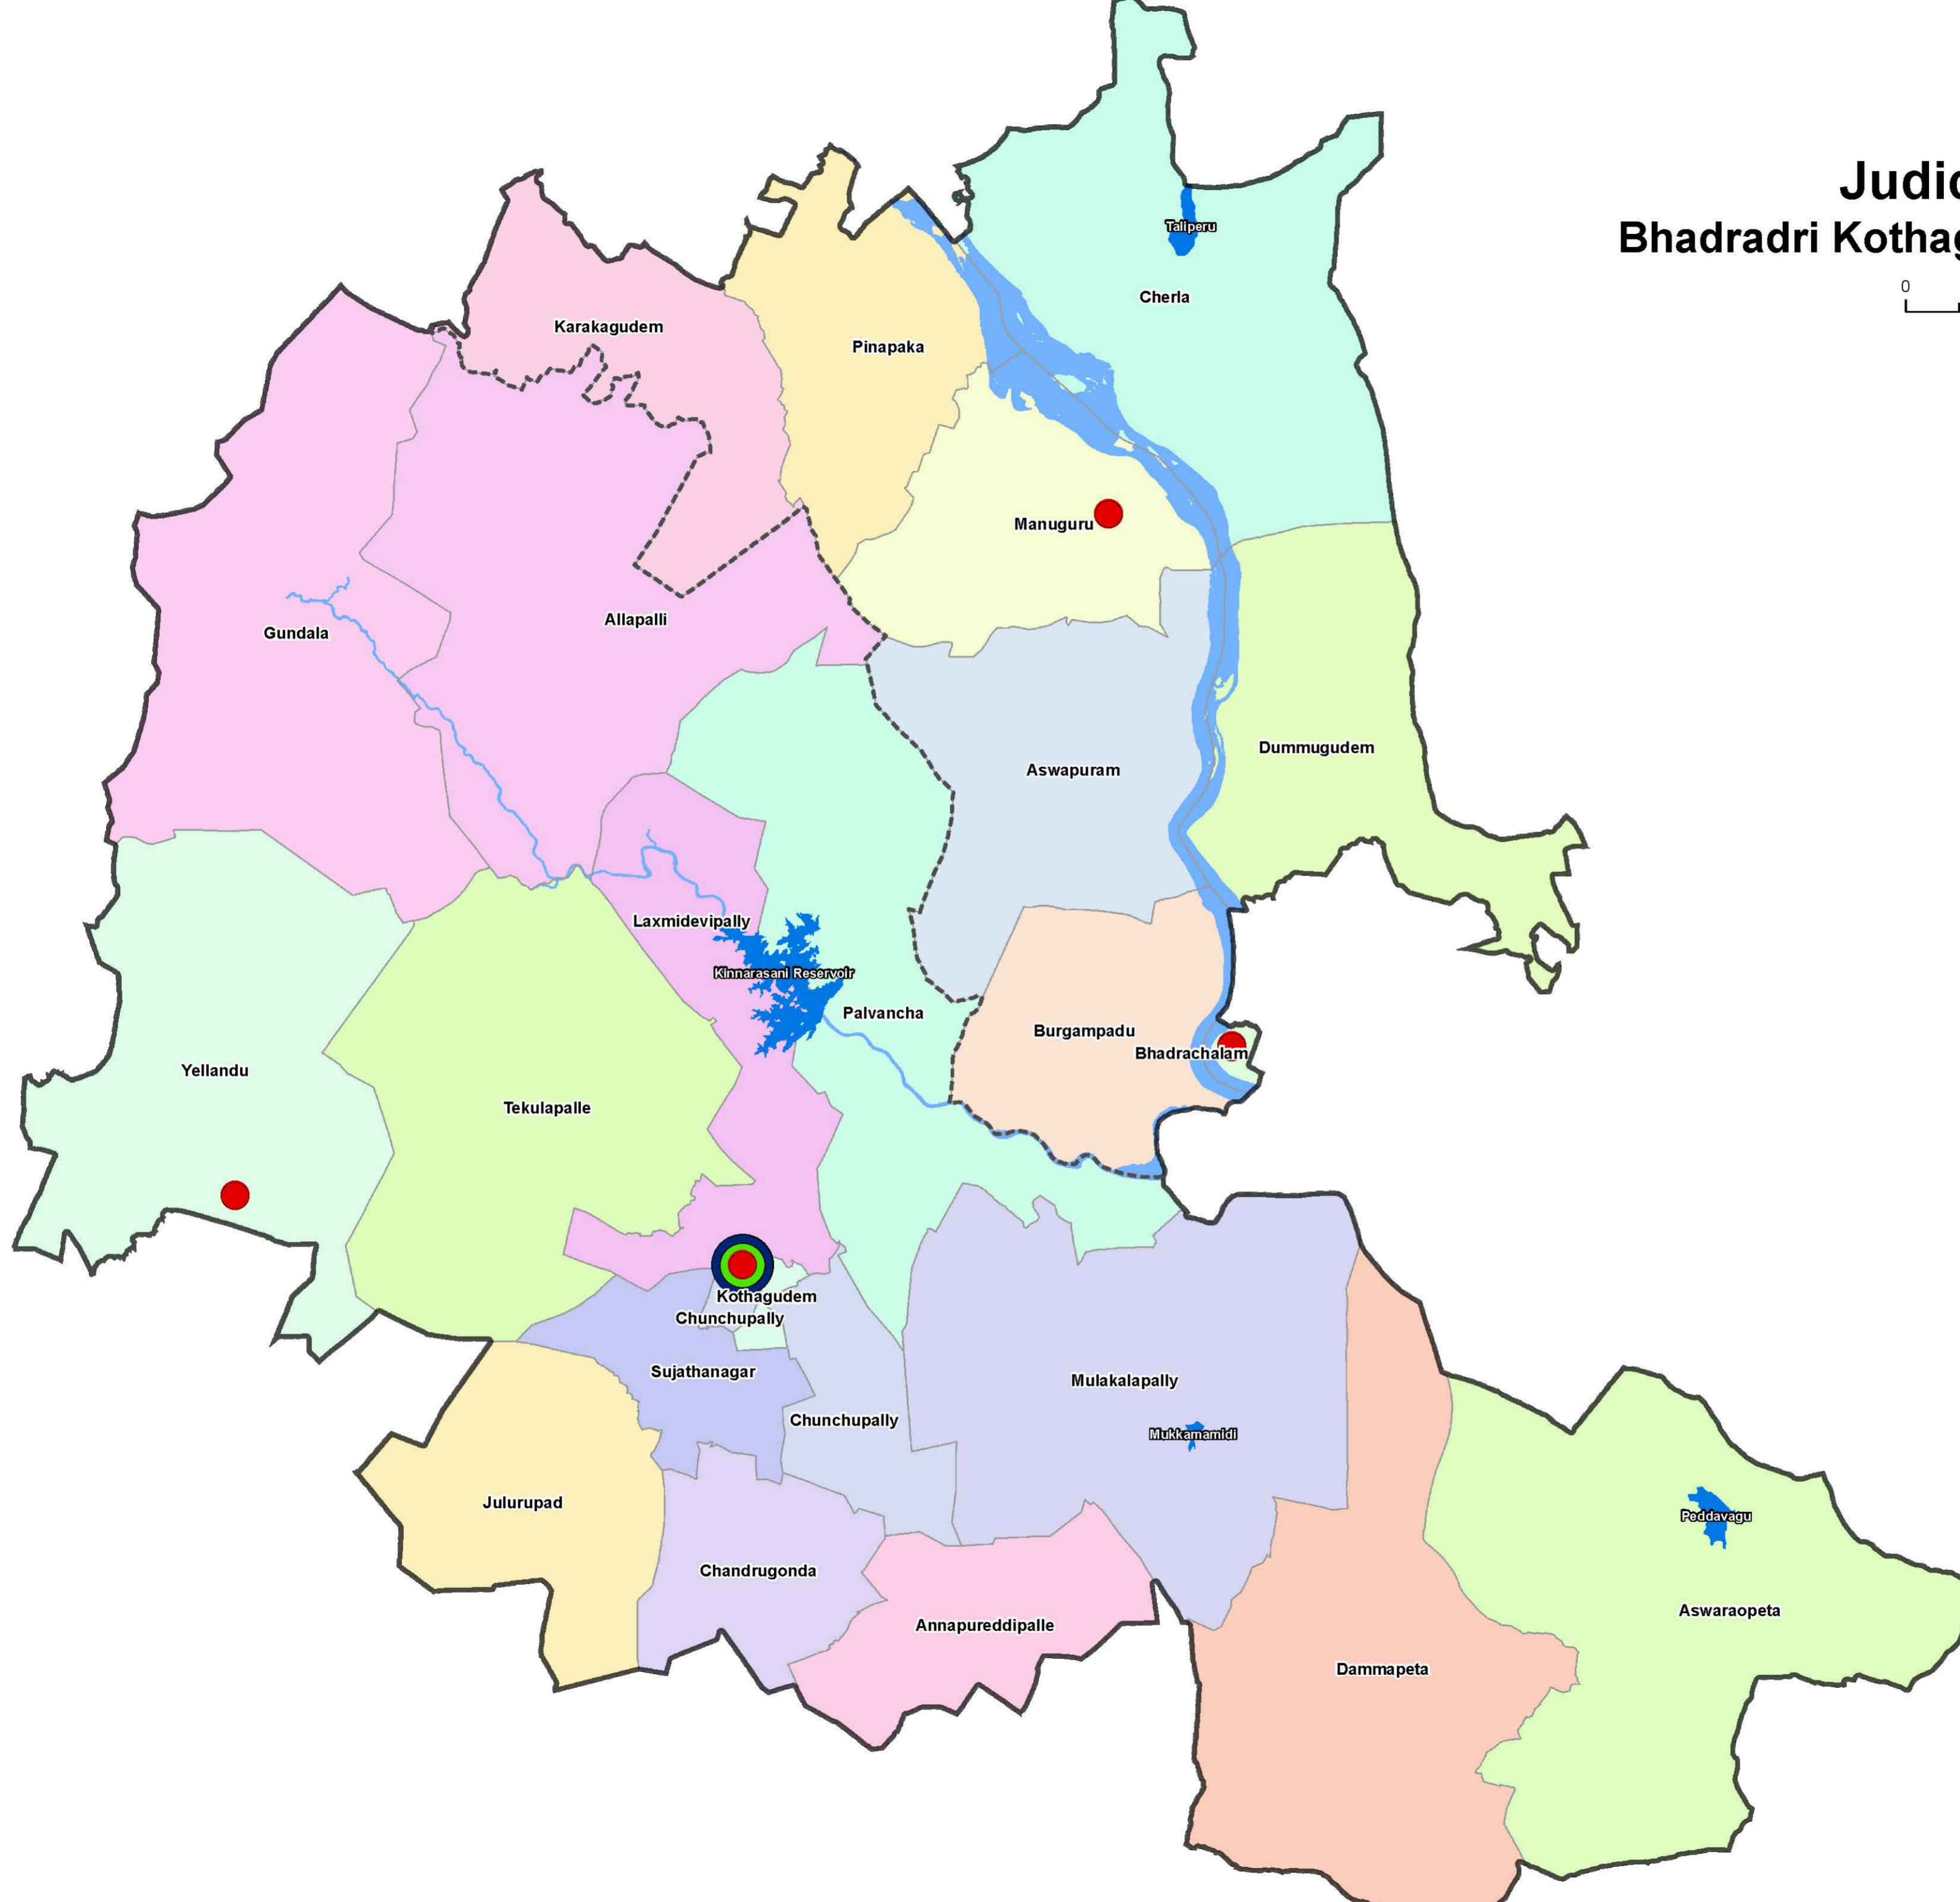 Judic
Bhadradri Kothag
0
Taliperu
Cherla
Karakagudem
Pinapaka
Manuguru
Allapalli
Gundala
Dummugudem
Aswapuram
Laxmidevipally
Kinnarasani Reservoir
Palvancha
Burgampadu
Bhadrachalam
Yellandu
Tekulapalle
Kothagudem
Chunchupally
Sujathanagar
Mulakalapally
Chunchupally
Mukkamamidi
Julurupad
Peddavagu
Chandrugonda
Aswaraopeta
Annapureddipalle
Dammapeta